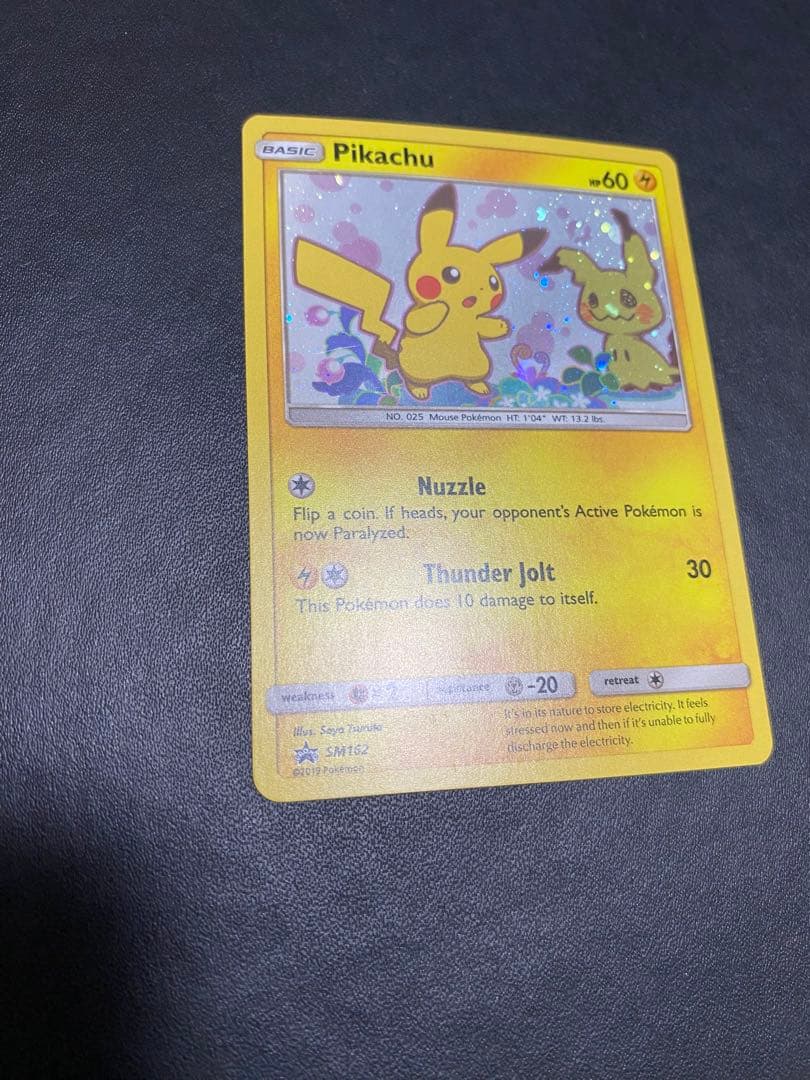 BASIC Pikachu HP60
NO. 025 Mouse Pokémon HT: 1'04" WT: 13.2 lbs.
Nuzzle
Flip a coin. If heads, your opponent's Active Pokémon is
now Paralyzed.
Thunder Jolt 30
This Pokémon does 10 damage to itself.
weakness ×2 resistance -20 retreat
Illus. Saya Tsuruta
SM162
©2019 Pokémon
It's in its nature to store electricity. It feels
stressed now and then if it's unable to fully
discharge the electricity.